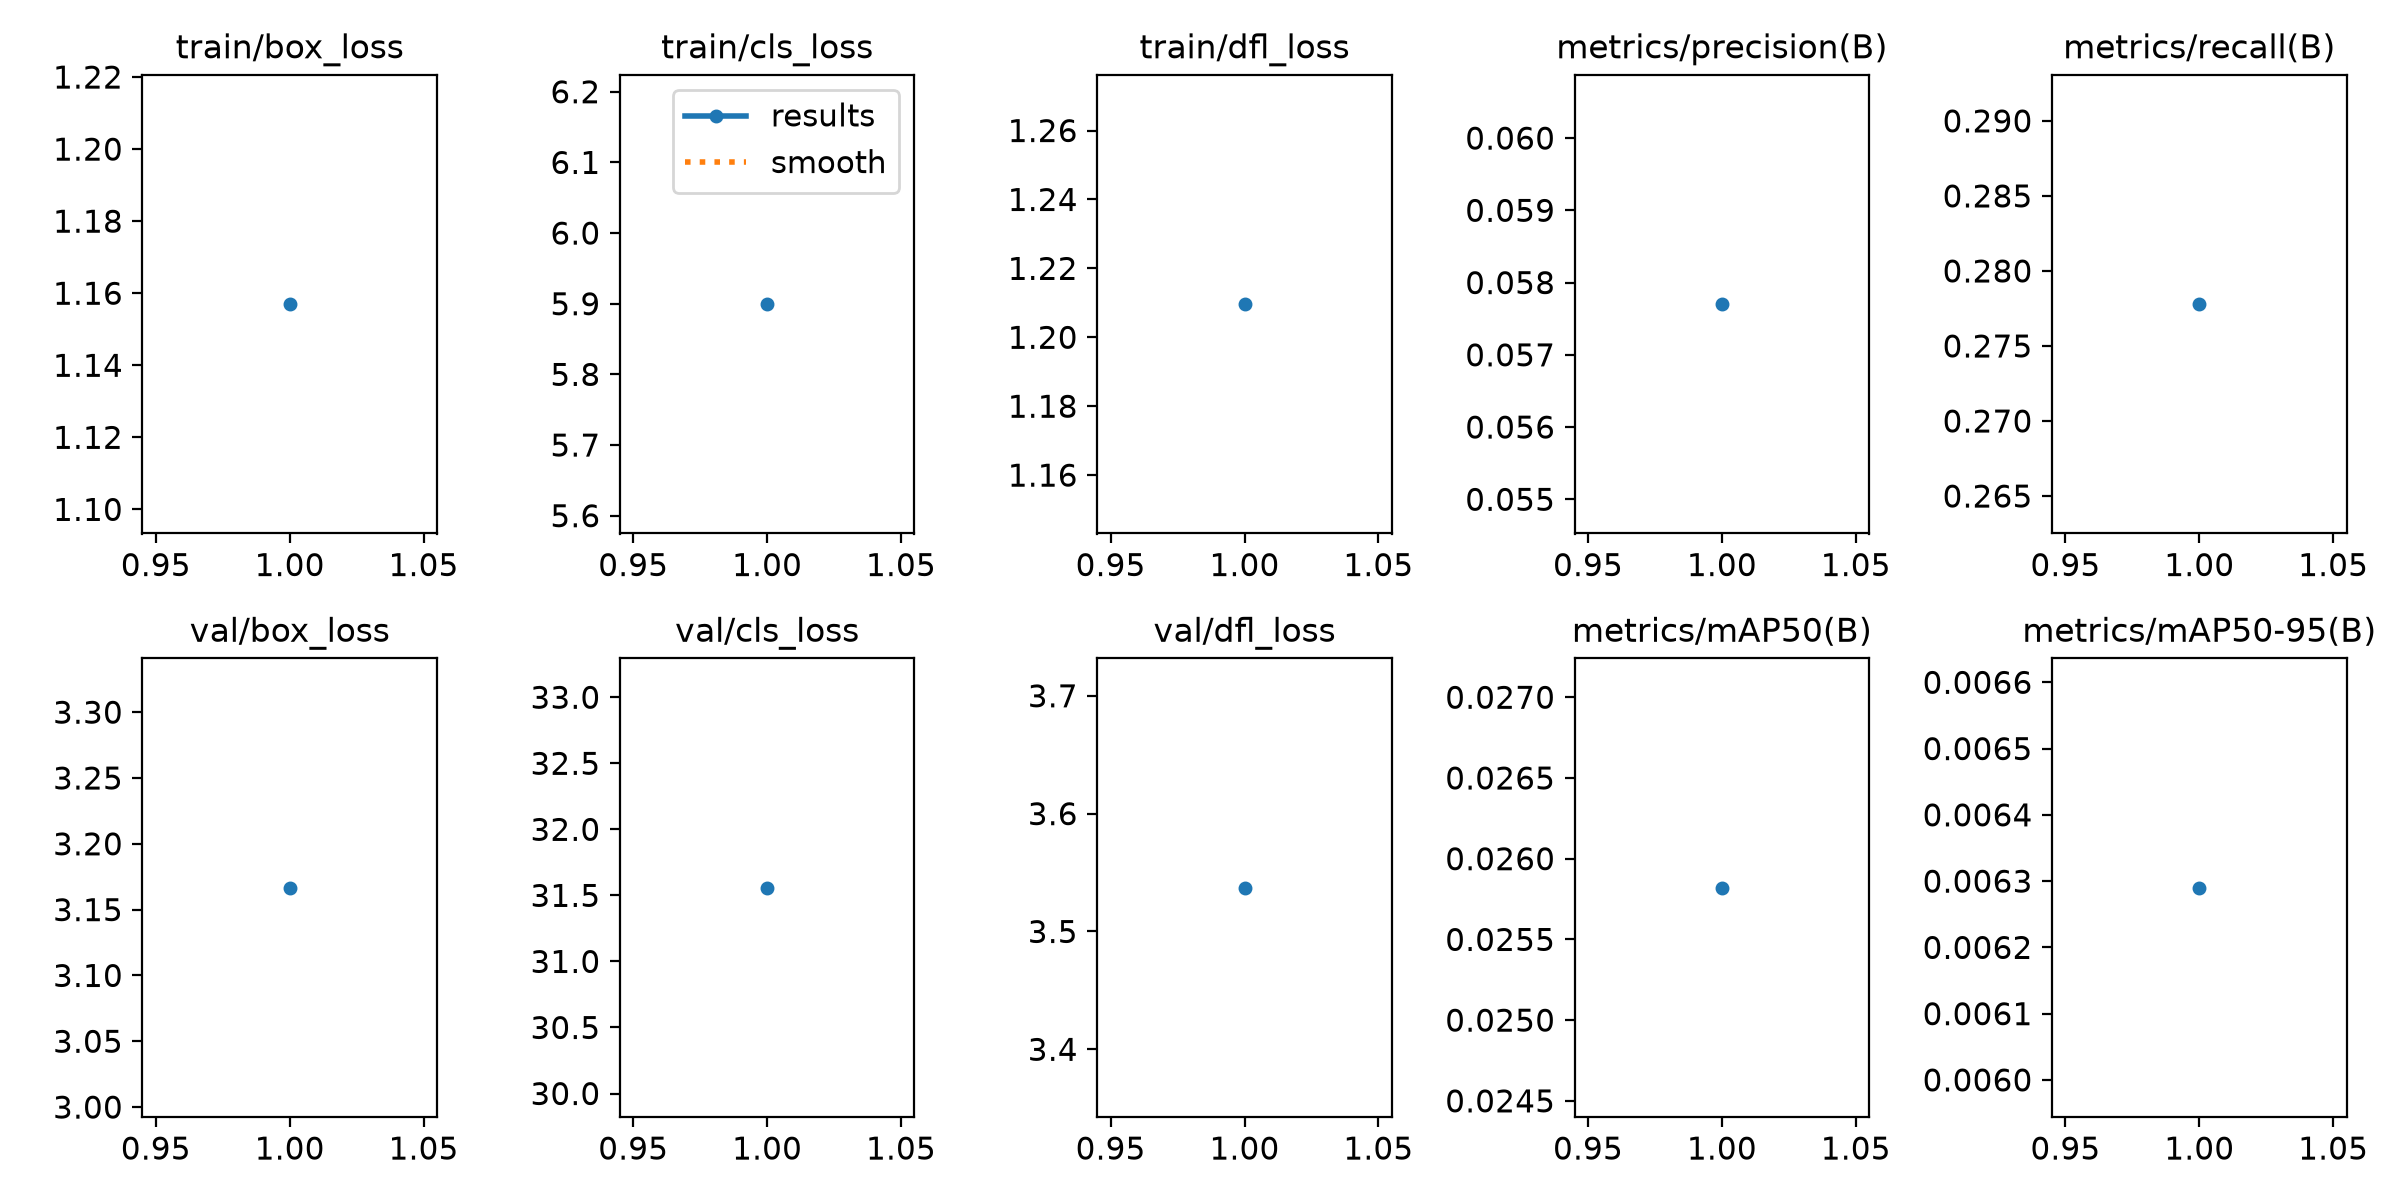 train/box_loss
1.22
1.20
1.18
1.16
1.14
1.12
1.10
0.95 1.00 1.05
train/cls_loss
6.2
6.1
6.0
5.9
5.8
5.7
5.6
results
smooth
0.95 1.00 1.05
train/dfl_loss
1.26
1.24
1.22
1.20
1.18
1.16
0.95 1.00 1.05
metrics/precision(B)
0.060
0.059
0.058
0.057
0.056
0.055
0.95 1.00 1.05
metrics/recall(B)
0.290
0.285
0.280
0.275
0.270
0.265
0.95 1.00 1.05
val/box_loss
3.30
3.25
3.20
3.15
3.10
3.05
3.00
0.95 1.00 1.05
val/cls_loss
33.0
32.5
32.0
31.5
31.0
30.5
30.0
0.95 1.00 1.05
val/dfl_loss
3.7
3.6
3.5
3.4
0.95 1.00 1.05
metrics/mAP50(B)
0.0270
0.0265
0.0260
0.0255
0.0250
0.0245
0.95 1.00 1.05
metrics/mAP50-95(B)
0.0066
0.0065
0.0064
0.0063
0.0062
0.0061
0.0060
0.95 1.00 1.05